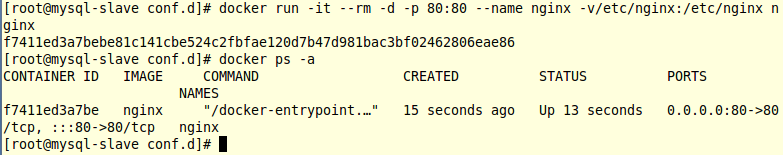 [root@mysql-slave conf.d]# docker run -it --rm -d -p 80:80 --name nginx -v/etc/nginx:/etc/nginx n
ginx
f7411ed3a7bebe81c141cbe524c2fbfae120d7b47d981bac3bf02462806eae86
[root@mysql-slave conf.d]# docker ps -a
CONTAINER ID   IMAGE     COMMAND                  CREATED          STATUS          PORTS
                NAMES
f7411ed3a7be   nginx     "/docker-entrypoint.…"   15 seconds ago   Up 13 seconds   0.0.0.0:80->80
/tcp, :::80->80/tcp   nginx
[root@mysql-slave conf.d]#